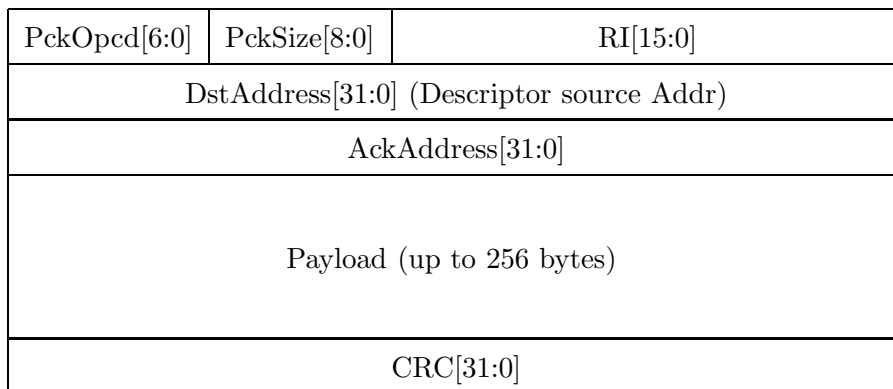 PckOpcd[6:0] PckSize[8:0] RI[15:0]
DstAddress[31:0] (Descriptor source Addr)
AckAddress[31:0]
Payload (up to 256 bytes)
CRC[31:0]